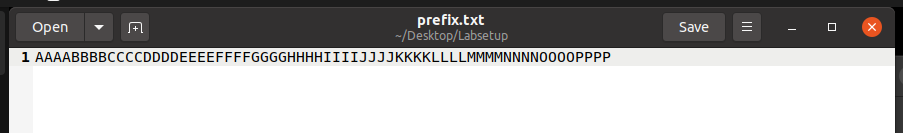 Open
prefix.txt
~/Desktop/Labsetup
Save
1 AAAABBBBCCCCDDDDEEEEFFFFGGGGHHHHIIIIJJJJKKKKLLLLMMMMNNNNOOOOPPPP